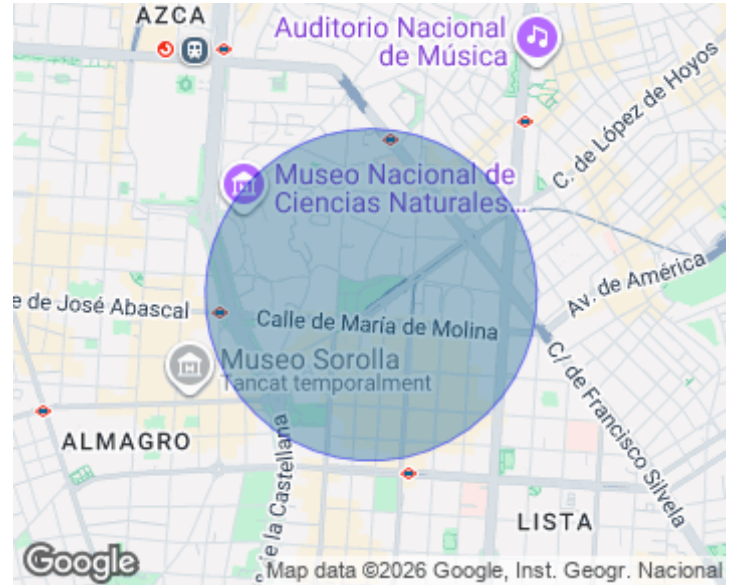 AZCA
Auditorio Nacional
de Música
C. de López de Hoyos
Museo Nacional de
Ciencias Naturales...
Av. de América
e de José Abascal
Calle de María de Molina
Museo Sorolla
Tancat temporalment
C/ de Francisco Silvela
ALMAGRO
e la Castellana
LISTA
Google
Map data ©2026 Google, Inst. Geogr. Nacional